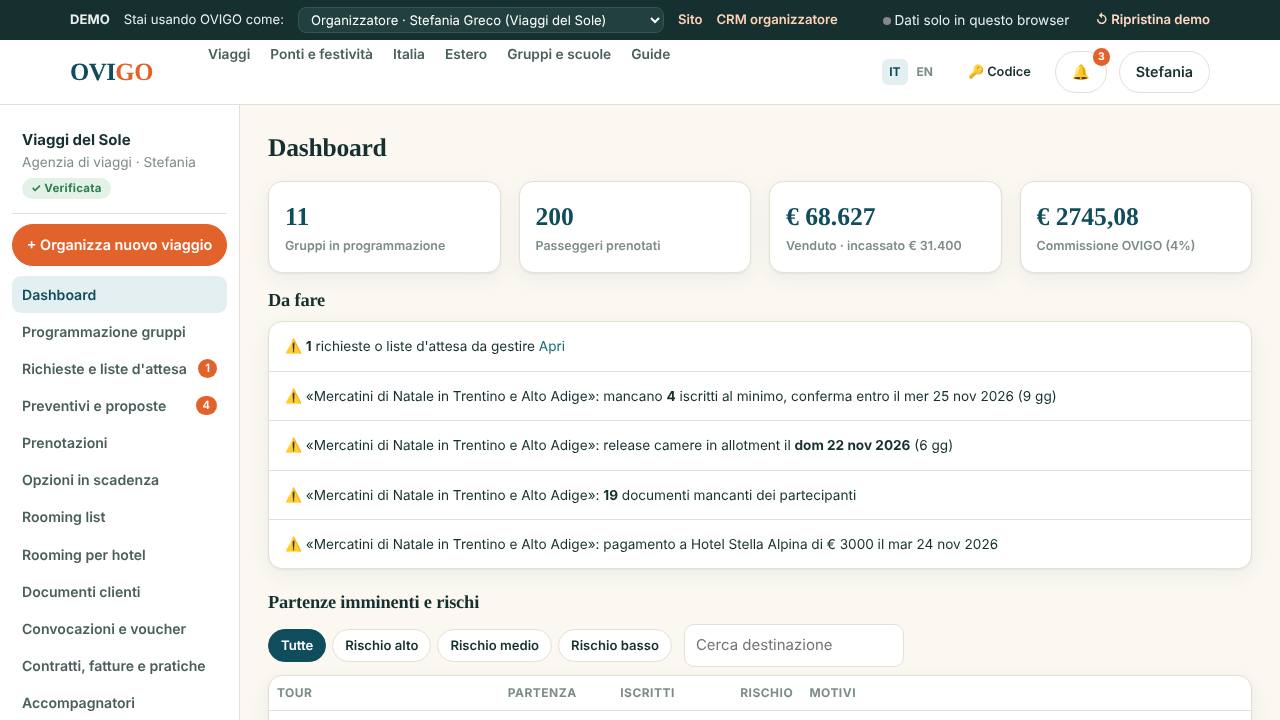 DEMO Stai usando OVIGO come: Organizzatore · Stefania Greco (Viaggi del Sole) Sito CRM organizzatore Dati solo in questo browser ↺ Ripristina demo
OVIGO Viaggi Ponti e festività Italia Estero Gruppi e scuole Guide IT EN 🔑 Codice 🔔 3 Stefania
Viaggi del Sole
Agenzia di viaggi · Stefania
✓ Verificata
+ Organizza nuovo viaggio
Dashboard
Programmazione gruppi
Richieste e liste d'attesa 1
Preventivi e proposte 4
Prenotazioni
Opzioni in scadenza
Rooming list
Rooming per hotel
Documenti clienti
Convocazioni e voucher
Contratti, fatture e pratiche
Accompagnatori
Dashboard
11
Gruppi in programmazione
200
Passeggeri prenotati
€ 68.627
Venduto · incassato € 31.400
€ 2745,08
Commissione OVIGO (4%)
Da fare
⚠️ 1 richieste o liste d'attesa da gestire Apri
⚠️ «Mercatini di Natale in Trentino e Alto Adige»: mancano 4 iscritti al minimo, conferma entro il mer 25 nov 2026 (9 gg)
⚠️ «Mercatini di Natale in Trentino e Alto Adige»: release camere in allotment il dom 22 nov 2026 (6 gg)
⚠️ «Mercatini di Natale in Trentino e Alto Adige»: 19 documenti mancanti dei partecipanti
⚠️ «Mercatini di Natale in Trentino e Alto Adige»: pagamento a Hotel Stella Alpina di € 3000 il mar 24 nov 2026
Partenze imminenti e rischi
Tutte Rischio alto Rischio medio Rischio basso Cerca destinazione
TOUR PARTENZA ISCRITTI RISCHIO MOTIVI